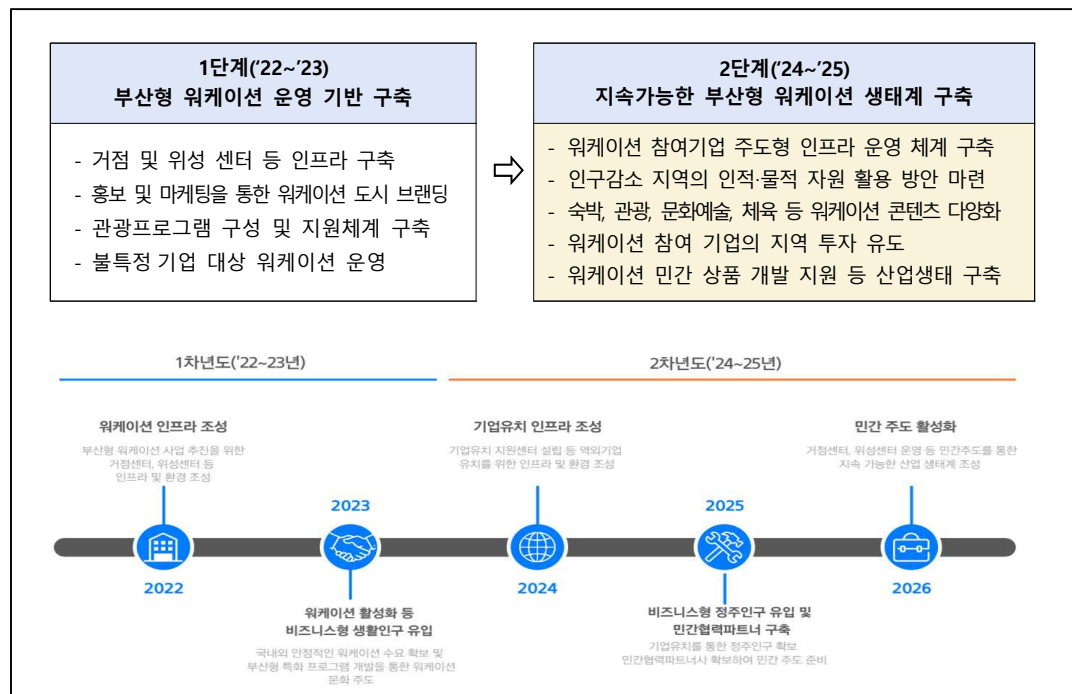 1단계('22~'23)
부산형 워케이션 운영 기반 구축
- 거점 및 위성 센터 등 인프라 구축
- 홍보 및 마케팅을 통한 워케이션 도시 브랜딩
- 관광프로그램 구성 및 지원체계 구축
- 불특정 기업 대상 워케이션 운영
⇨
2단계('24~'25)
지속가능한 부산형 워케이션 생태계 구축
- 워케이션 참여기업 주도형 인프라 운영 체계 구축
- 인구감소 지역의 인적·물적 자원 활용 방안 마련
- 숙박, 관광, 문화예술, 체육 등 워케이션 콘텐츠 다양화
- 워케이션 참여 기업의 지역 투자 유도
- 워케이션 민간 상품 개발 지원 등 산업생태 구축
1차년도('22~23년)
2차년도('24~25년)
워케이션 인프라 조성
부산형 워케이션 사업 추진을 위한
거점센터, 위성센터 등
인프라 및 환경 조성
2022
2023
워케이션 활성화 등
비즈니스형 생활인구 유입
국내외 안정적인 워케이션 수요 확보 및
부산형 특화 프로그램 개발을 통한 워케이션
문화 주도
기업유치 인프라 조성
기업유치 지원센터 설립 등 역외기업
유치를 위한 인프라 및 환경 조성
2024
2025
비즈니스형 정주인구 유입 및
민간협력파트너 구축
기업유치를 통한 정주인구 확보
민간협력파트너사 확보하여 민간 주도 준비
민간 주도 활성화
거점센터, 위성센터 운영 등 민간주도를 통한
지속 가능한 산업 생태계 조성
2026